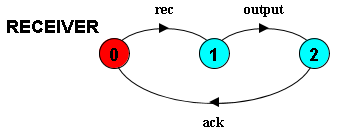 rec output
RECEIVER
0 1 2
ack